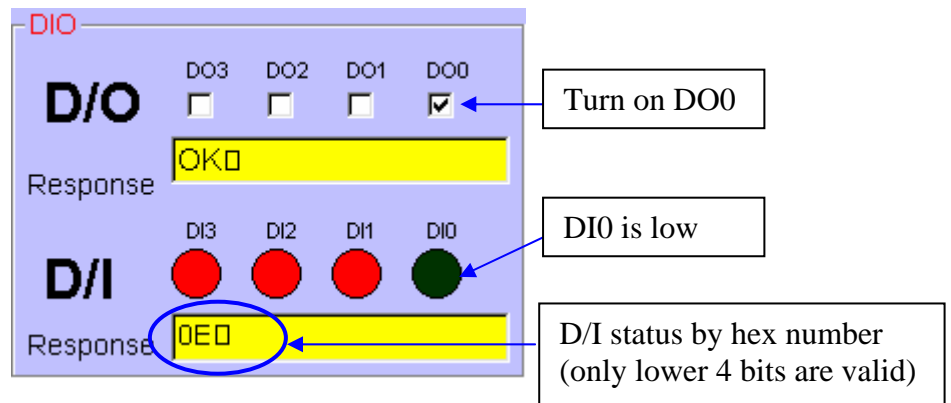 DIO
D/O
DO3 DO2 DO1 DO0
Turn on DO0
Response
OK▯
D/I
DI3 DI2 DI1 DI0
DI0 is low
Response
0E▯
D/I status by hex number
(only lower 4 bits are valid)